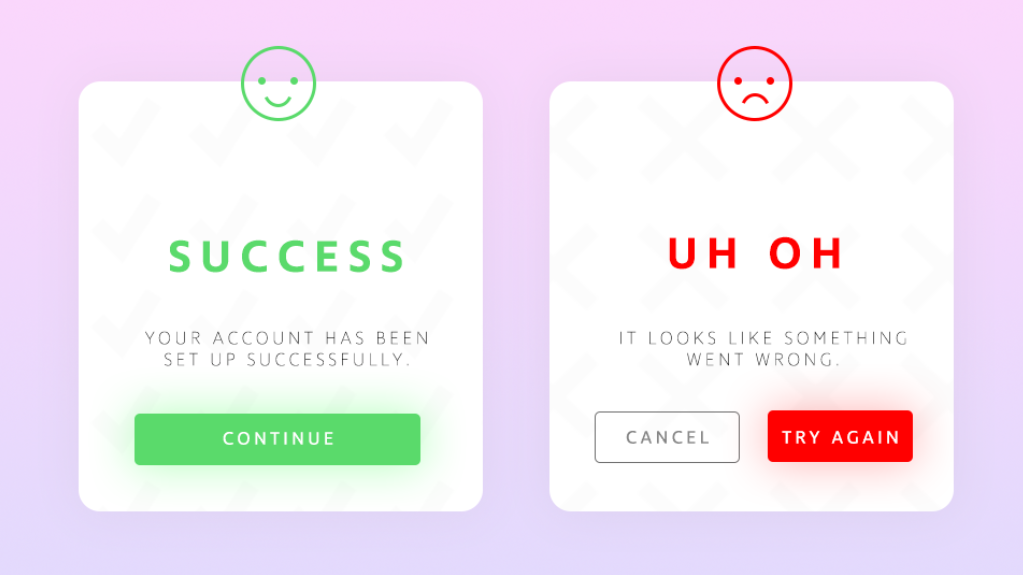 SUCCESS
YOUR ACCOUNT HAS BEEN
SET UP SUCCESSFULLY.
CONTINUE
UH OH
IT LOOKS LIKE SOMETHING
WENT WRONG.
CANCEL
TRY AGAIN